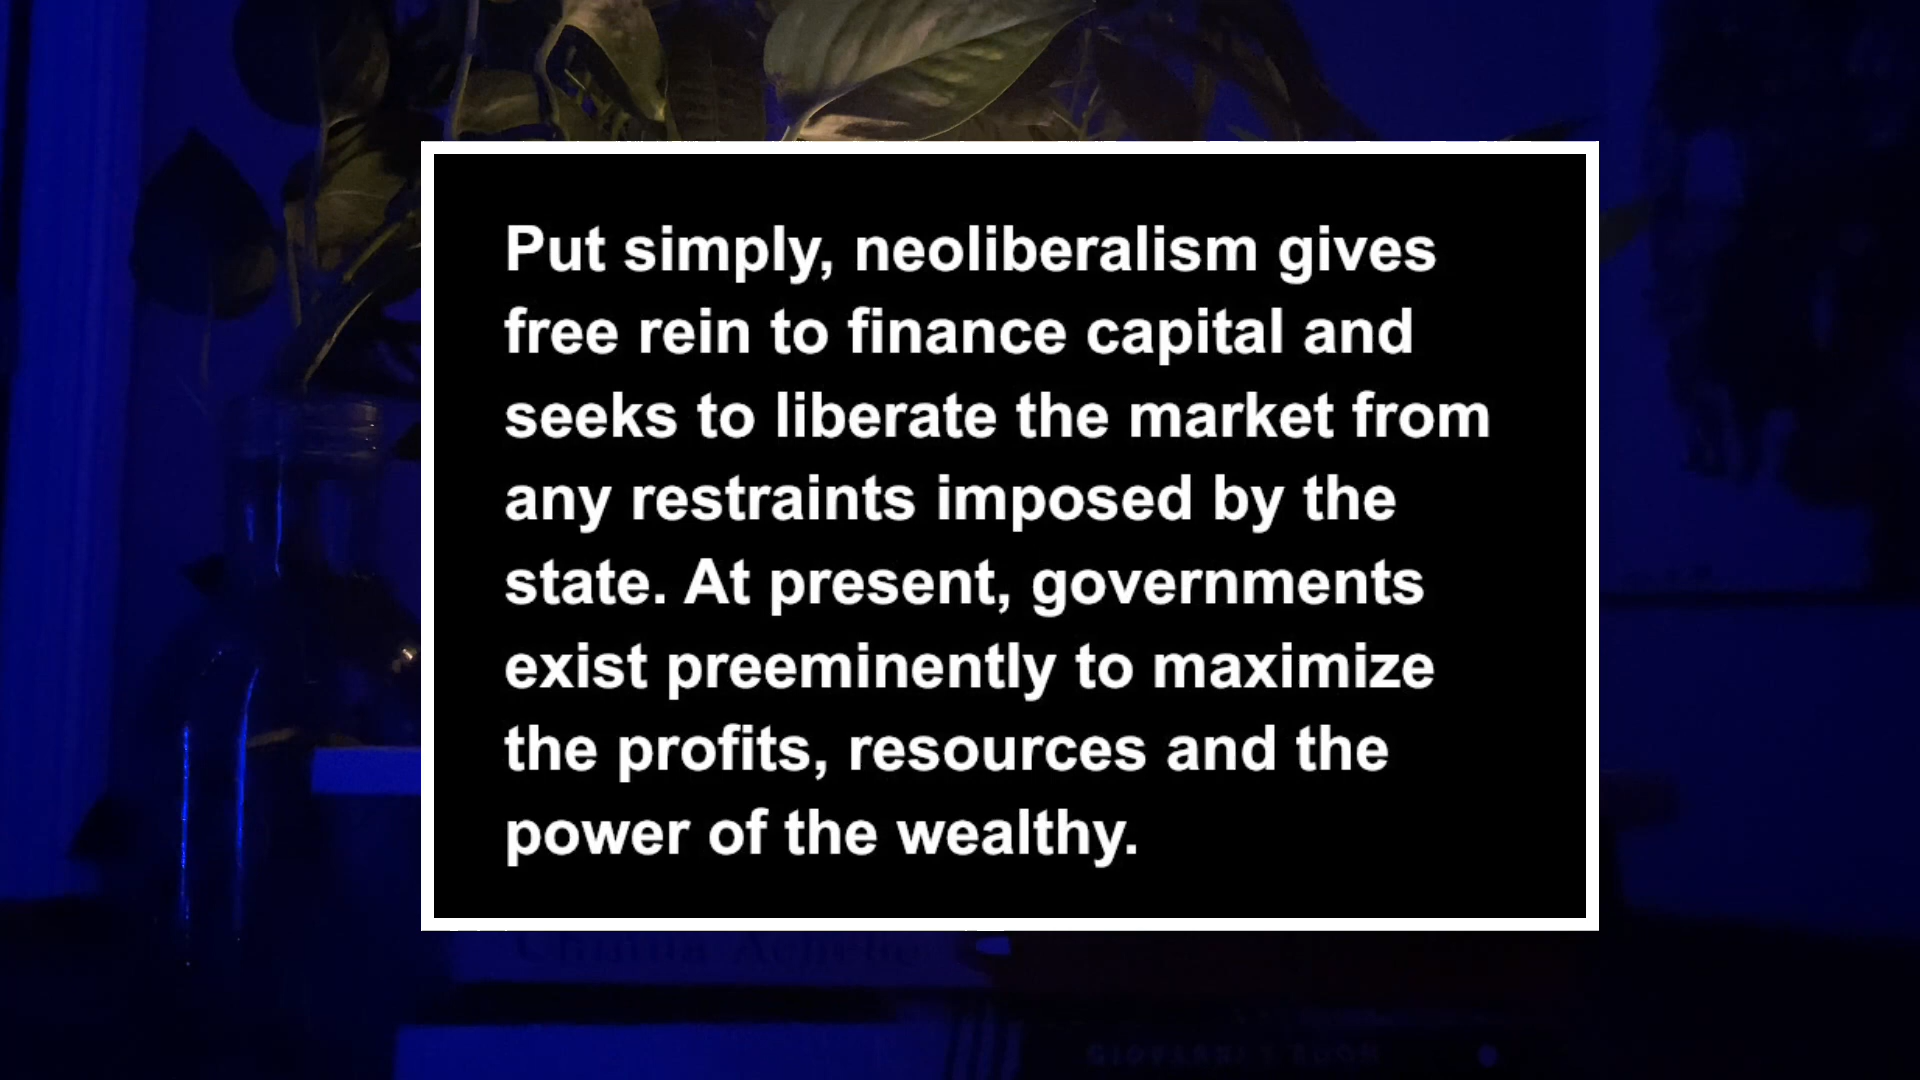 Put simply, neoliberalism gives
free rein to finance capital and
seeks to liberate the market from
any restraints imposed by the
state. At present, governments
exist preeminently to maximize
the profits, resources and the
power of the wealthy.
GIOVANNI'S ROOM